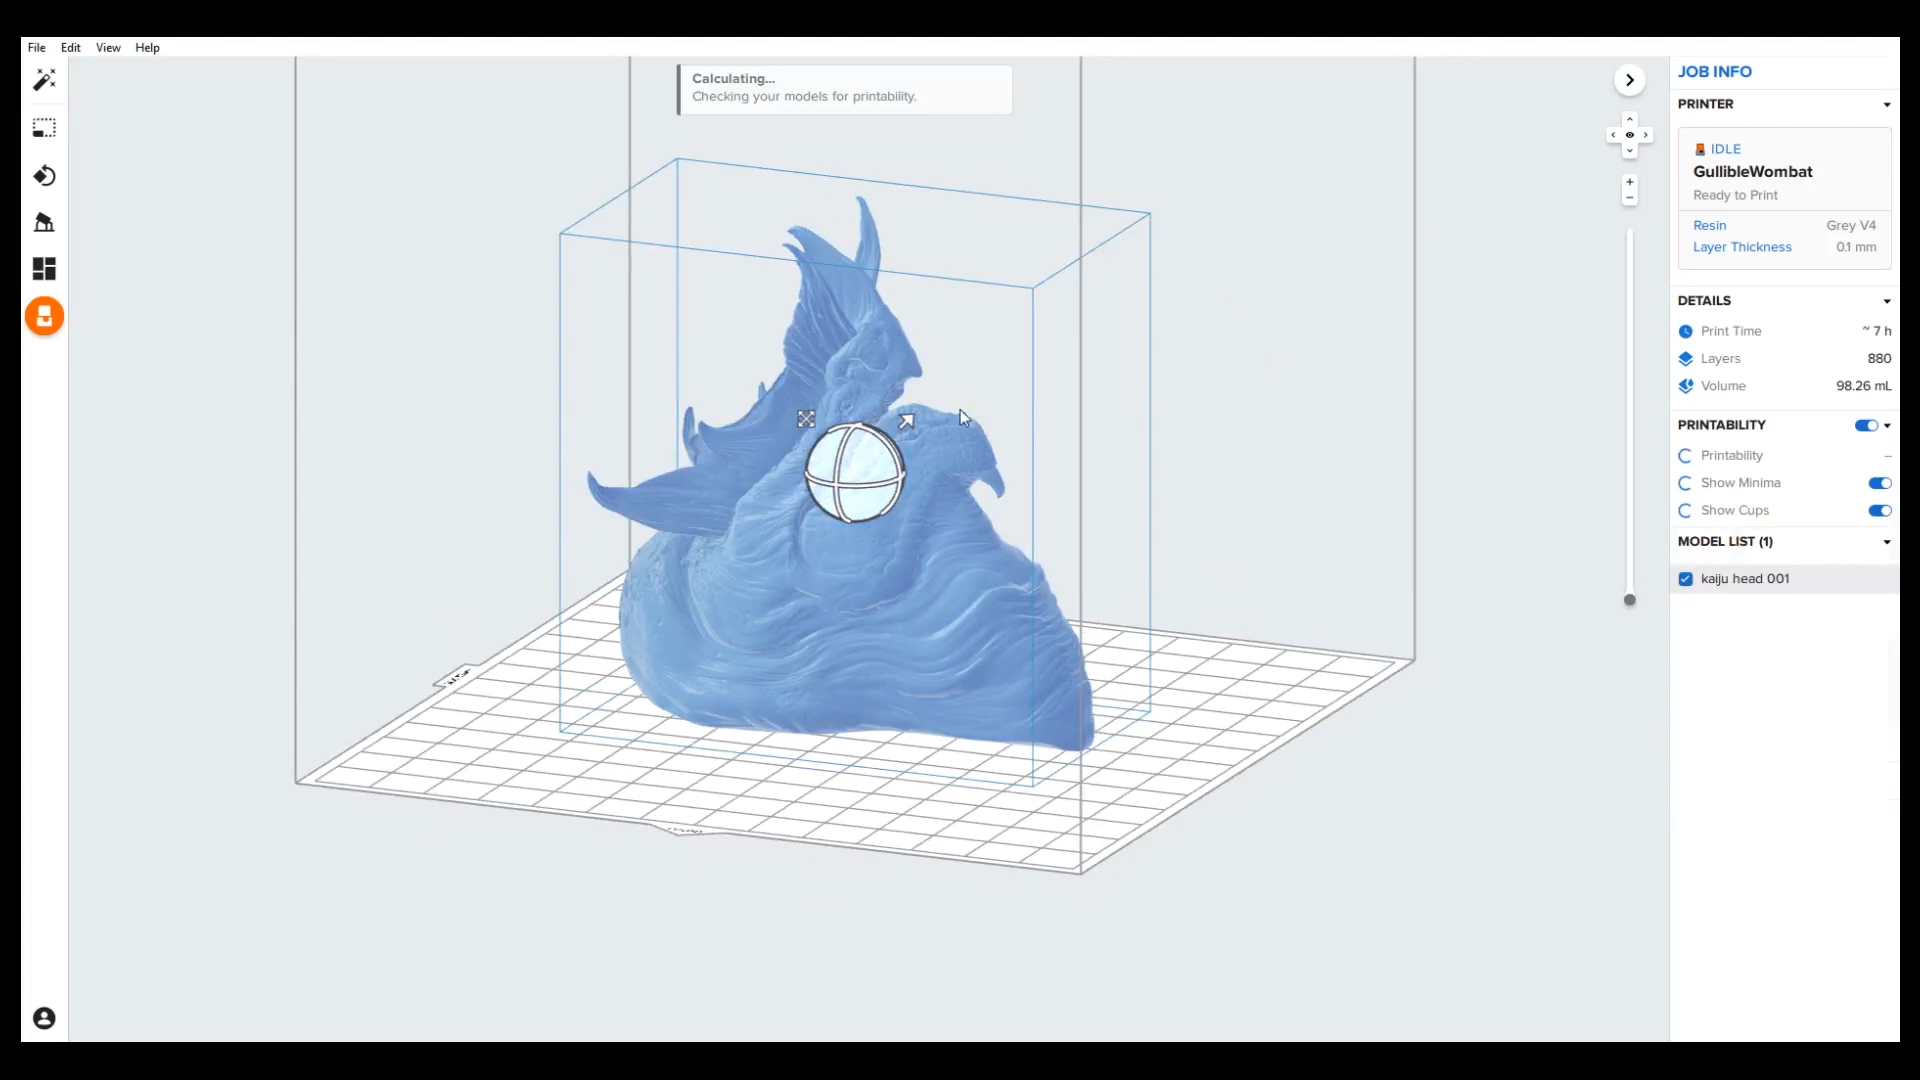 File Edit View Help
Calculating...
Checking your models for printability.
JOB INFO
PRINTER
IDLE
GullibleWombat
Ready to Print
Resin Grey V4
Layer Thickness 0.1 mm
DETAILS
Print Time ~ 7 h
Layers 880
Volume 98.26 mL
PRINTABILITY
Printability –
Show Minima
Show Cups
MODEL LIST (1)
kaiju head 001